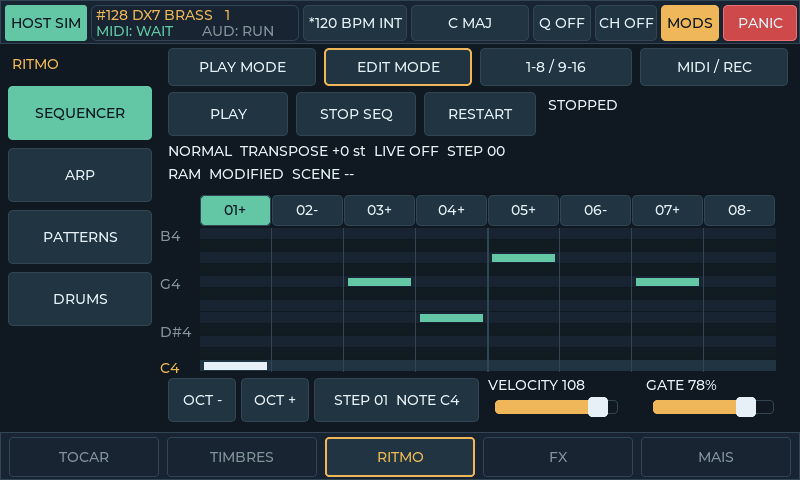 HOST SIM
#128 DX7 BRASS 1
MIDI: WAIT AUD: RUN
*120 BPM INT
C MAJ
Q OFF
CH OFF
MODS
PANIC
RITMO
PLAY MODE
EDIT MODE
1-8 / 9-16
MIDI / REC
SEQUENCER
PLAY
STOP SEQ
RESTART
STOPPED
ARP
NORMAL TRANSPOSE +0 st LIVE OFF STEP 00
RAM MODIFIED SCENE --
PATTERNS
DRUMS
01+ 02- 03+ 04+ 05+ 06- 07+ 08-
B4
G4
D#4
C4
OCT -
OCT +
STEP 01 NOTE C4
VELOCITY 108
GATE 78%
TOCAR
TIMBRES
RITMO
FX
MAIS